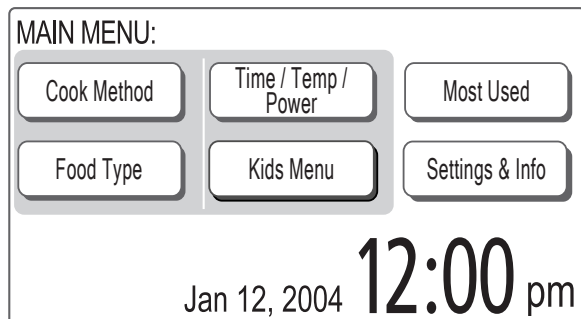 MAIN MENU:
Cook Method
Time / Temp /
Power
Most Used
Food Type
Kids Menu
Settings & Info
Jan 12, 2004 12:00 pm